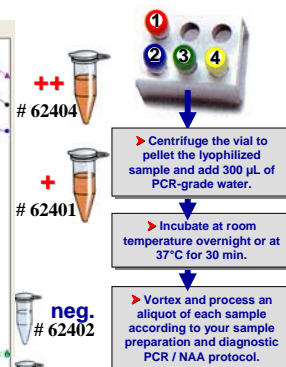 1
2 3 4
++
# 62404
+
# 62401
neg.
# 62402
Centrifuge the vial to
pellet the lyophilized
sample and add 300 µL of
PCR-grade water.
Incubate at room
temperature overnight or at
37°C for 30 min.
Vortex and process an
aliquot of each sample
according to your sample
preparation and diagnostic
PCR / NAA protocol.